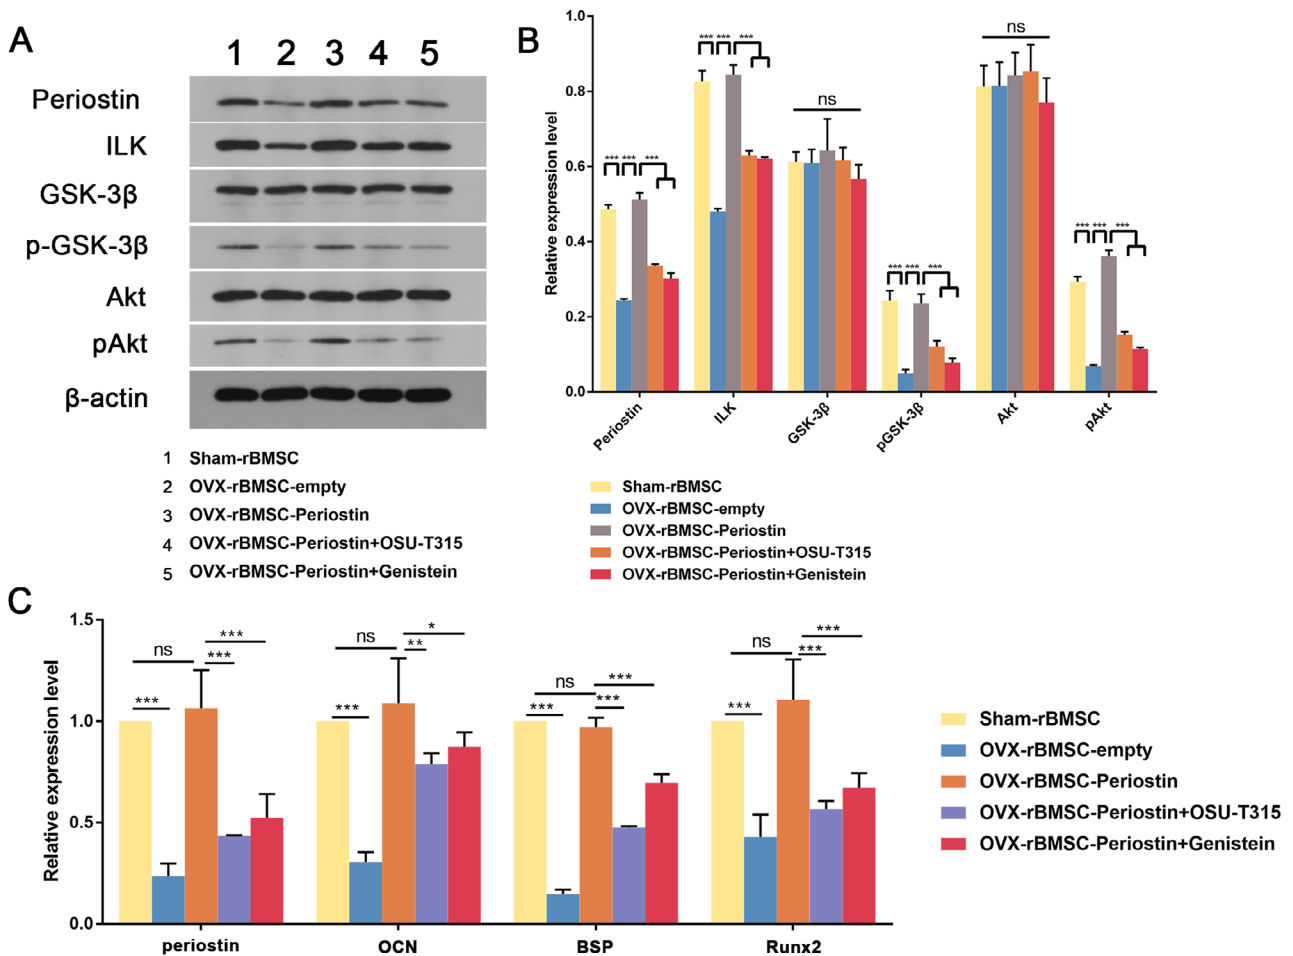 A
1 2 3 4 5
Periostin
ILK
GSK-3β
p-GSK-3β
Akt
pAkt
β-actin
1 Sham-rBMSC
2 OVX-rBMSC-empty
3 OVX-rBMSC-Periostin
4 OVX-rBMSC-Periostin+OSU-T315
5 OVX-rBMSC-Periostin+Genistein
B
Relative expression level
1.0
0.8
0.6
0.4
0.2
0.0
*** *** ***
*** *** ***
ns
*** *** ***
ns
*** *** ***
Periostin
ILK
GSK-3β
pGSK-3β
Akt
pAkt
Sham-rBMSC
OVX-rBMSC-empty
OVX-rBMSC-Periostin
OVX-rBMSC-Periostin+OSU-T315
OVX-rBMSC-Periostin+Genistein
C
Relative expression level
1.5
1.0
0.5
0.0
ns
***
***
***
ns
*
**
***
ns
***
***
***
ns
***
***
***
periostin
OCN
BSP
Runx2
Sham-rBMSC
OVX-rBMSC-empty
OVX-rBMSC-Periostin
OVX-rBMSC-Periostin+OSU-T315
OVX-rBMSC-Periostin+Genistein